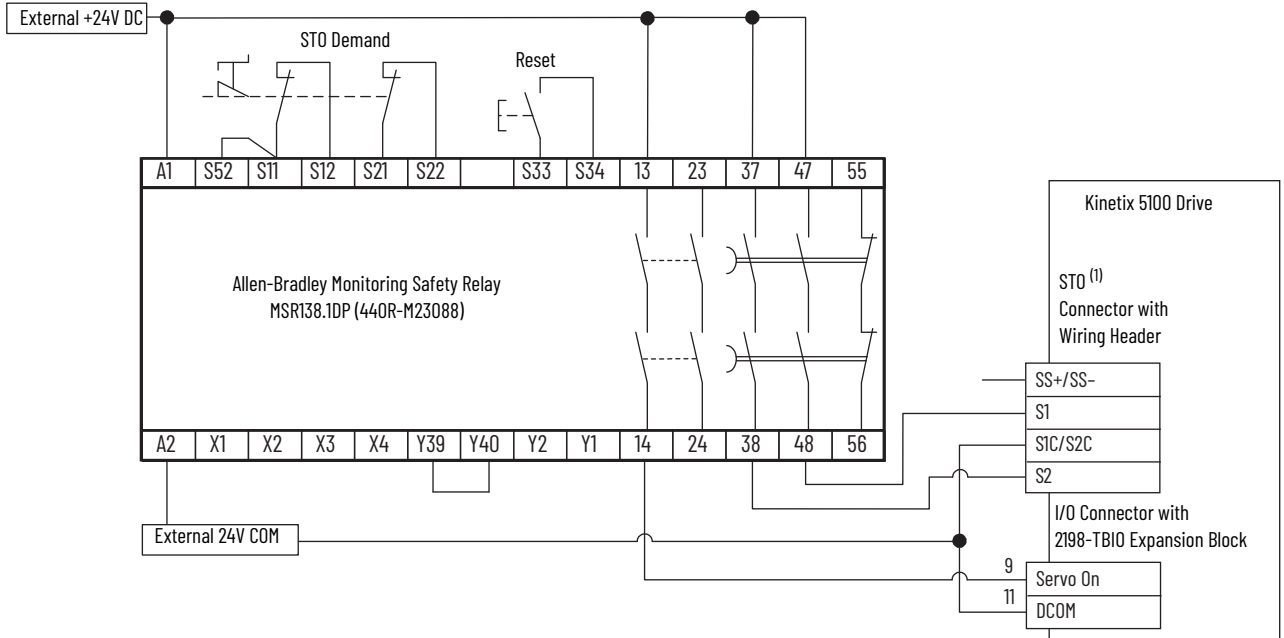 External +24V DC
STO Demand
Reset
A1 S52 S11 S12 S21 S22 S33 S34 13 23 37 47 55
Allen-Bradley Monitoring Safety Relay
MSR138.1DP (440R-M23088)
A2 X1 X2 X3 X4 Y39 Y40 Y2 Y1 14 24 38 48 56
External 24V COM
Kinetix 5100 Drive
STO (1)
Connector with
Wiring Header
SS+/SS–
S1
S1C/S2C
S2
I/O Connector with
2198-TBIO Expansion Block
9 Servo On
11 DCOM